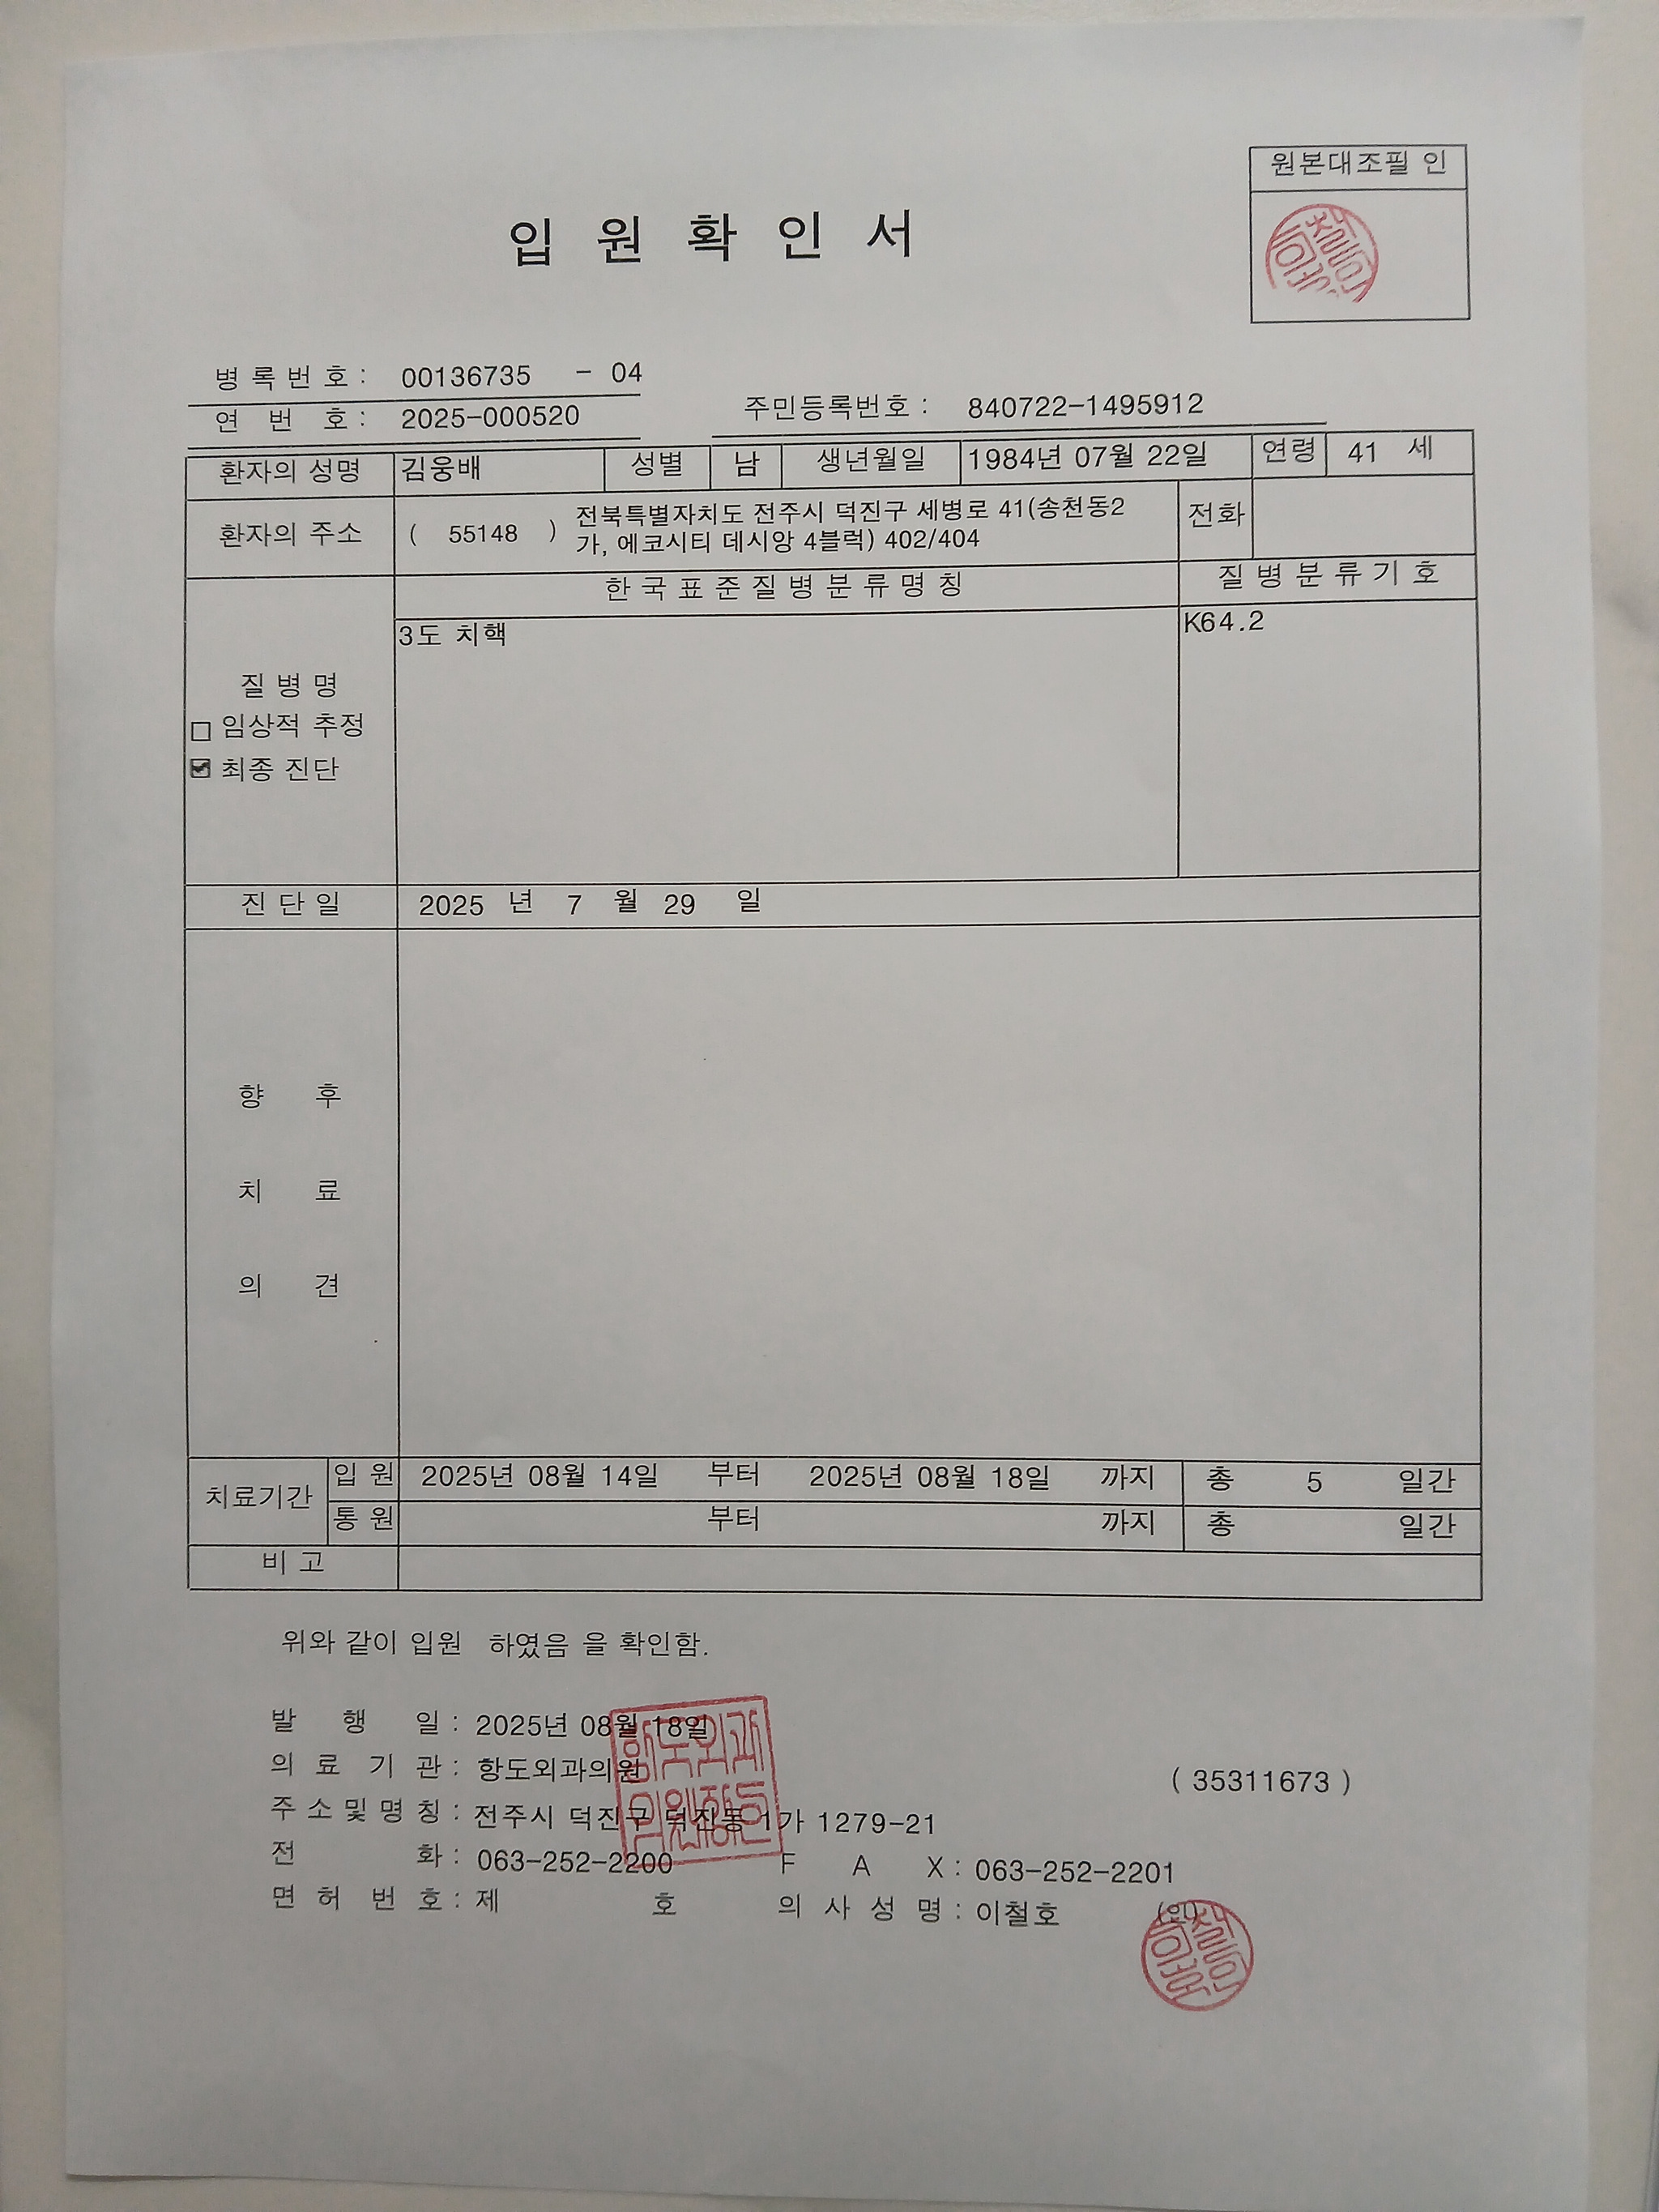 원본대조필 인
입원확인서
병록번호: 00136735 - 04
연번호: 2025-000520
주민등록번호: 840722-1495912
환자의 성명 김웅배 성별 남 생년월일 1984년 07월 22일 연령 41 세
환자의 주소 ( 55148 ) 전북특별자치도 전주시 덕진구 세병로 41(송천동2
가, 에코시티 데시앙 4블럭) 402/404
전화
한국표준질병분류명칭 질병분류기호
3도 치핵 K64.2
질병명
임상적 추정
최종 진단
진단일 2025 년 7 월 29 일
향후
치료
의견
치료기간 입원 2025년 08월 14일 부터 2025년 08월 18일 까지 총 5 일간
통원 부터 까지 총 일간
비고
위와 같이 입원 하였음 을 확인함.
발행일: 2025년 08월 18일
의료기관: 항도외과의원 ( 35311673 )
주소및명칭: 전주시 덕진구 덕진동 1가 1279-21
전화: 063-252-2200 FAX: 063-252-2201
면허번호: 제 호 의사성명: 이철호 (인)